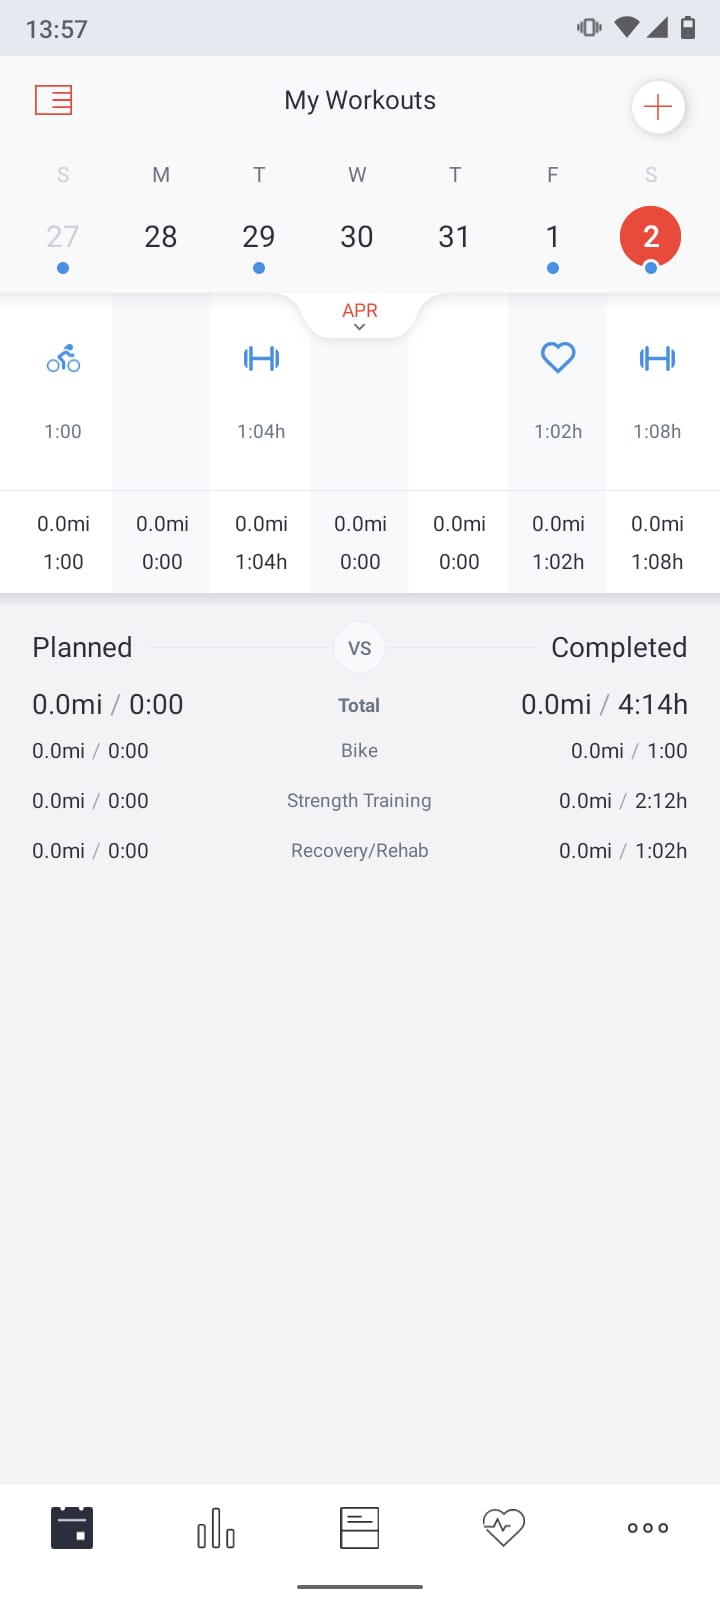 13:57
My Workouts
S M T W T F S
27 28 29 30 31 1 2
APR
1:00 1:04h 1:02h 1:08h
0.0mi 0.0mi 0.0mi 0.0mi 0.0mi 0.0mi 0.0mi
1:00 0:00 1:04h 0:00 0:00 1:02h 1:08h
Planned VS Completed
0.0mi / 0:00 Total 0.0mi / 4:14h
0.0mi / 0:00 Bike 0.0mi / 1:00
0.0mi / 0:00 Strength Training 0.0mi / 2:12h
0.0mi / 0:00 Recovery/Rehab 0.0mi / 1:02h